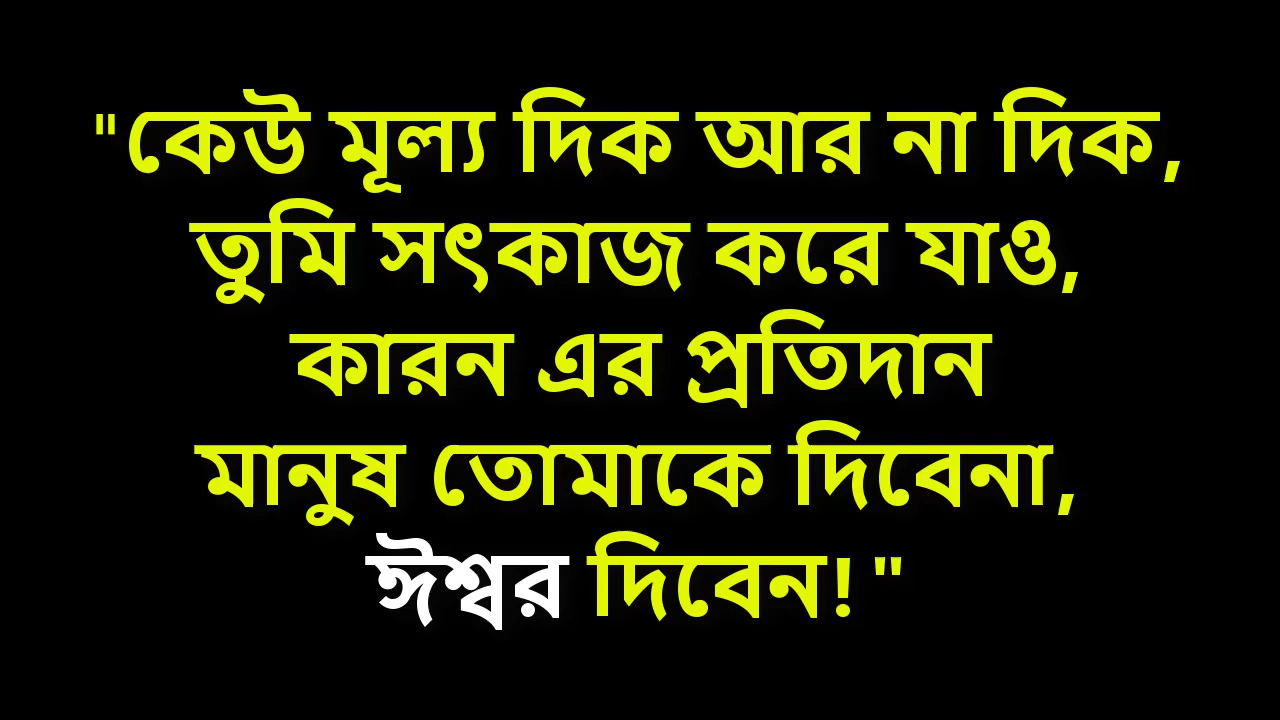 "কেউ মূল্য দিক আর না দিক,
তুমি সৎকাজ করে যাও,
কারন এর প্রতিদান
মানুষ তোমাকে দিবেনা,
ঈশ্বর দিবেন! "